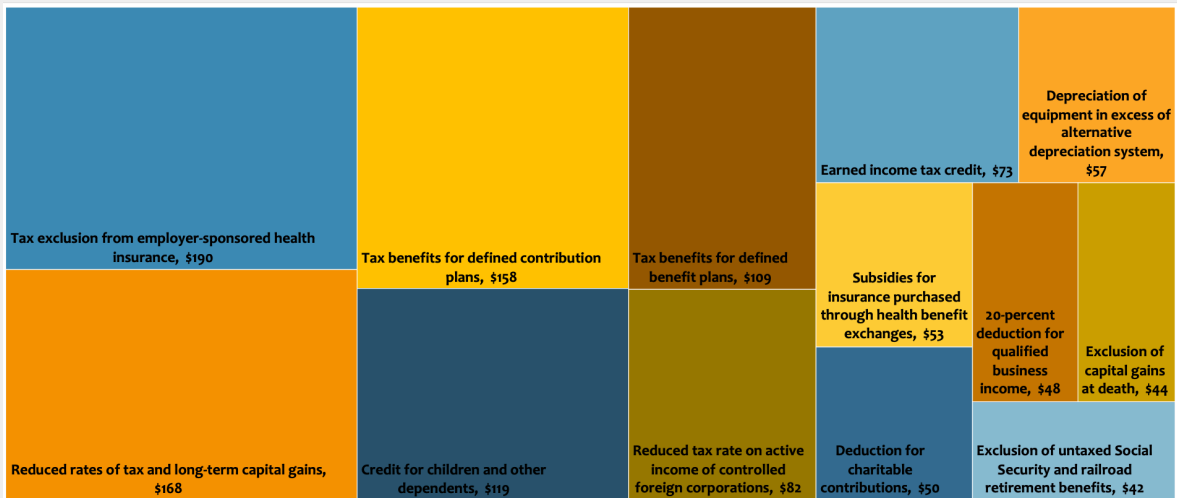 Tax exclusion from employer-sponsored health
insurance, $190
Reduced rates of tax and long-term capital gains,
$168
Tax benefits for defined contribution
plans, $158
Credit for children and other
dependents, $119
Tax benefits for defined
benefit plans, $109
Reduced tax rate on active
income of controlled
foreign corporations, $82
Earned income tax credit, $73
Depreciation of
equipment in excess of
alternative
depreciation system,
$57
Subsidies for
insurance purchased
through health benefit
exchanges, $53
Deduction for
charitable
contributions, $50
20-percent
deduction for
qualified
business
income, $48
Exclusion of
capital gains
at death, $44
Exclusion of untaxed Social
Security and railroad
retirement benefits, $42